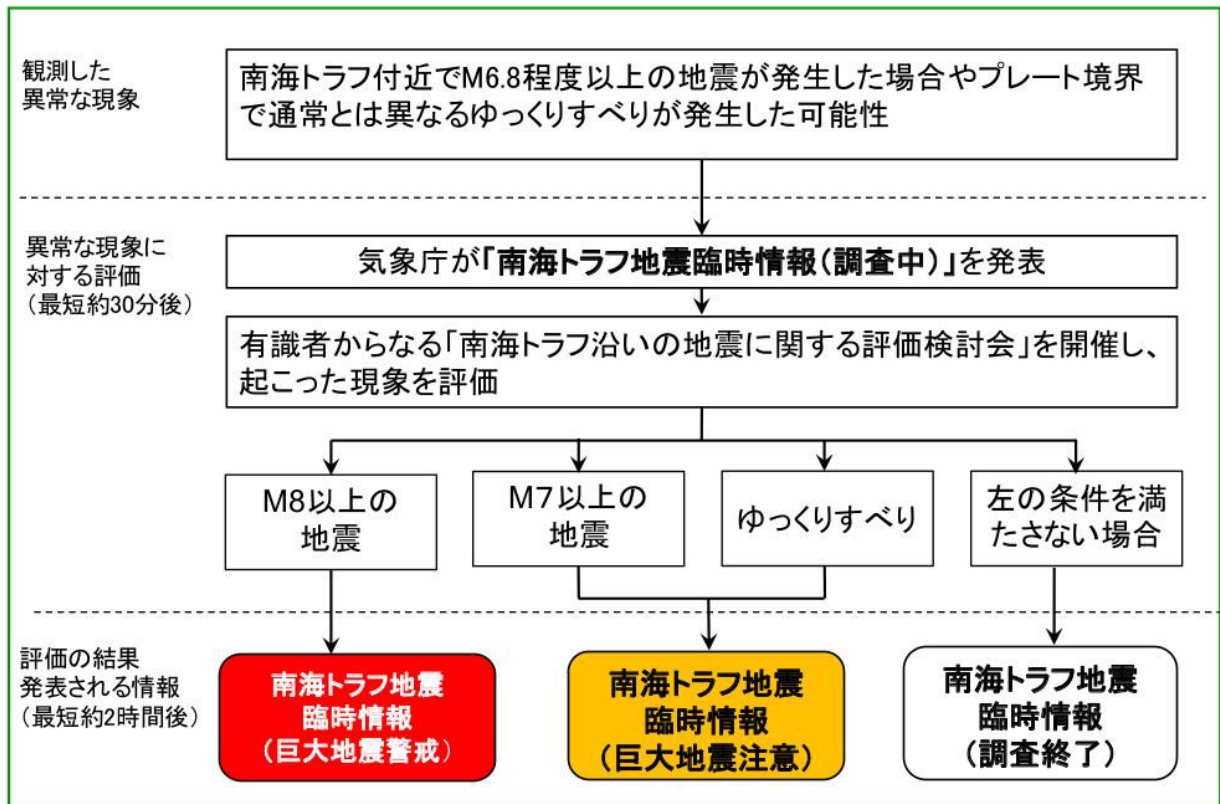 観測した
異常な現象
南海トラフ付近でM6.8程度以上の地震が発生した場合やプレート境界
で通常とは異なるゆっくりすべりが発生した可能性
異常な現象に
対する評価
（最短約30分後）
気象庁が「南海トラフ地震臨時情報（調査中）」を発表
有識者からなる「南海トラフ沿いの地震に関する評価検討会」を開催し、
起こった現象を評価
M8以上の
地震
M７以上の
地震
ゆっくりすべり
左の条件を満
たさない場合
評価の結果
発表される情報
（最短約2時間後）
南海トラフ地震
臨時情報
（巨大地震警戒）
南海トラフ地震
臨時情報
（巨大地震注意）
南海トラフ地震
臨時情報
（調査終了）